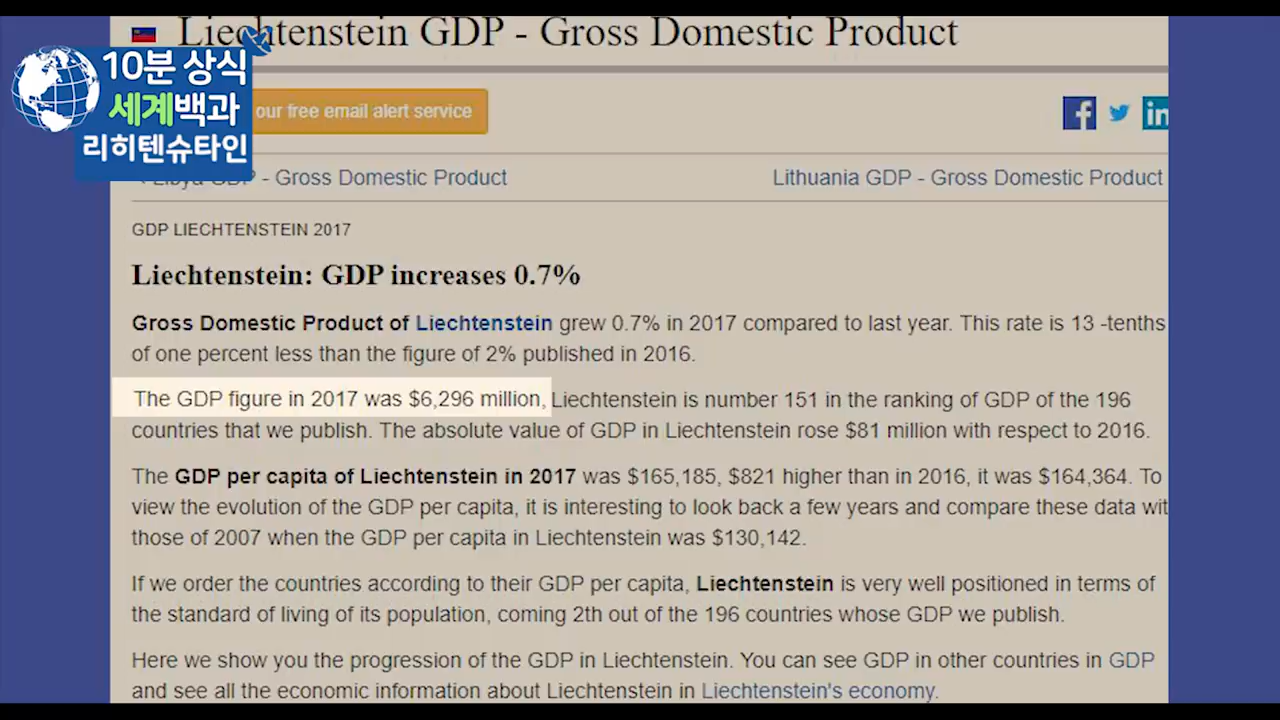 Liechtenstein GDP - Gross Domestic Product
10분 상식
세계백과
리히텐슈타인
our free email alert service
GDP - Gross Domestic Product
Lithuania GDP - Gross Domestic Product
GDP LIECHTENSTEIN 2017
Liechtenstein: GDP increases 0.7%
Gross Domestic Product of Liechtenstein grew 0.7% in 2017 compared to last year. This rate is 13 -tenths
of one percent less than the figure of 2% published in 2016.
The GDP figure in 2017 was $6,296 million, Liechtenstein is number 151 in the ranking of GDP of the 196
countries that we publish. The absolute value of GDP in Liechtenstein rose $81 million with respect to 2016.
The GDP per capita of Liechtenstein in 2017 was $165,185, $821 higher than in 2016, it was $164,364. To
view the evolution of the GDP per capita, it is interesting to look back a few years and compare these data wit
those of 2007 when the GDP per capita in Liechtenstein was $130,142.
If we order the countries according to their GDP per capita, Liechtenstein is very well positioned in terms of
the standard of living of its population, coming 2th out of the 196 countries whose GDP we publish.
Here we show you the progression of the GDP in Liechtenstein. You can see GDP in other countries in GDP
and see all the economic information about Liechtenstein in Liechtenstein's economy.